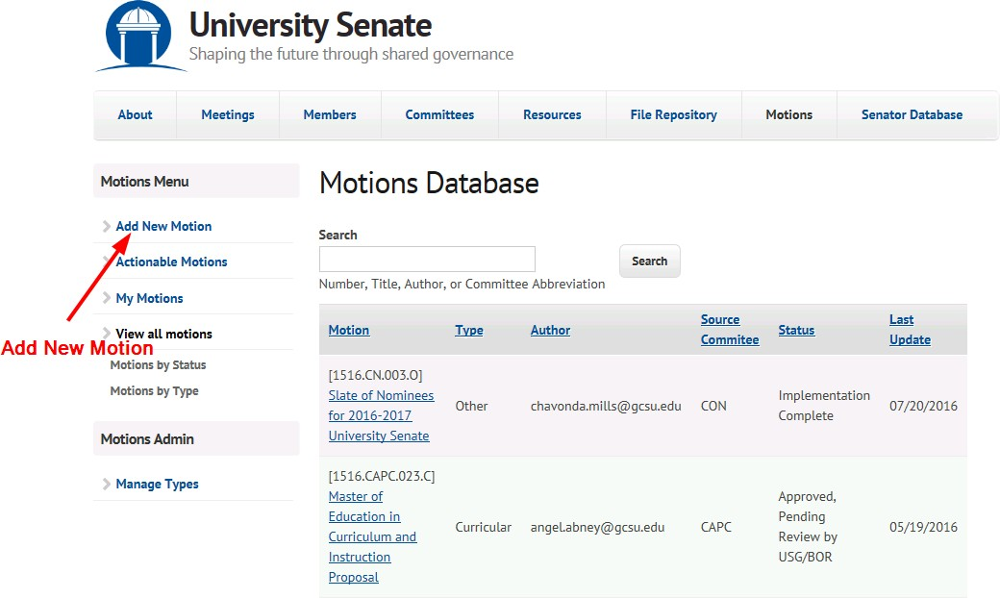 University Senate
Shaping the future through shared governance
About Meetings Members Committees Resources File Repository Motions Senator Database
Motions Menu
Add New Motion
Actionable Motions
My Motions
View all motions
Add New Motion
Motions by Status
Motions by Type
Motions Admin
Manage Types
Motions Database
Search
Search
Number, Title, Author, or Committee Abbreviation
Motion Type Author Source Commitee Status Last Update
[1516.CN.003.O]
Slate of Nominees
for 2016-2017
University Senate
Other
chavonda.mills@gcsu.edu
CON
Implementation
Complete
07/20/2016
[1516.CAPC.023.C]
Master of
Education in
Curriculum and
Instruction
Proposal
Curricular
angel.abney@gcsu.edu
CAPC
Approved,
Pending
Review by
USG/BOR
05/19/2016